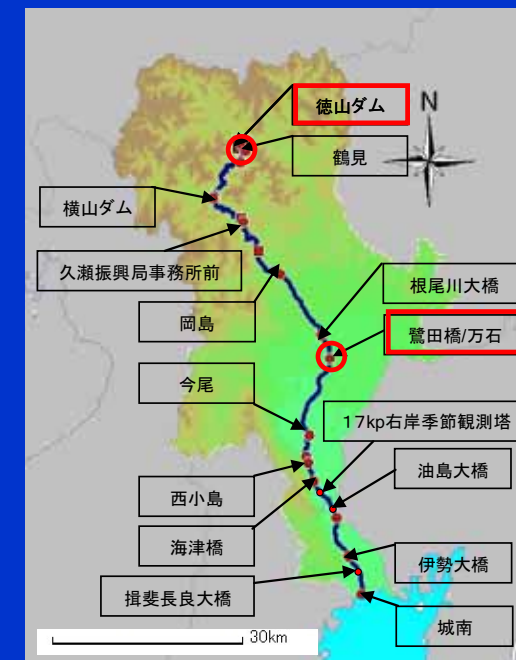 徳山ダム
N
鶴見
横山ダム
久瀬振興局事務所前
根尾川大橋
岡島
鷺田橋/万石
今尾
17kp右岸季節観測塔
油島大橋
西小島
海津橋
伊勢大橋
揖斐長良大橋
城南
30km